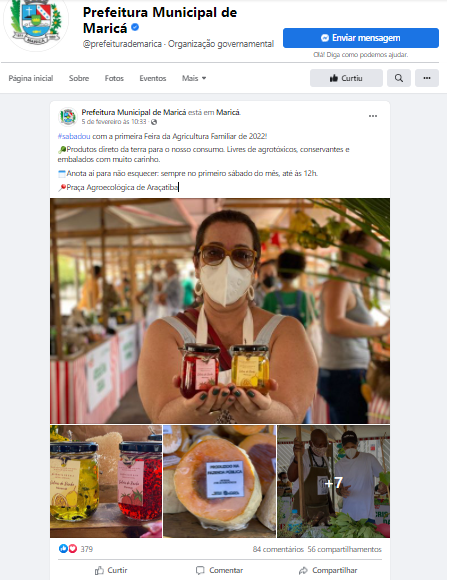 Prefeitura Municipal de
Maricá
@prefeiturademarica · Organização governamental
Enviar mensagem
Olá! Diga como podemos ajudar.
Página inicial Sobre Fotos Eventos Mais
Curtiu
Prefeitura Municipal de Maricá está em Maricá.
5 de fevereiro às 10:33 ·
#sabadou com a primeira Feira da Agricultura Familiar de 2022!
Produtos direto da terra para o nosso consumo. Livres de agrotóxicos, conservantes e
embalados com muito carinho.
Anota aí para não esquecer: sempre no primeiro sábado do mês, até às 12h.
Praça Agroecológica de Araçatiba
PRODUZIDO NA
FAZENDA PÚBLICA
+7
379
84 comentários 56 compartilhamentos
Curtir
Comentar
Compartilhar